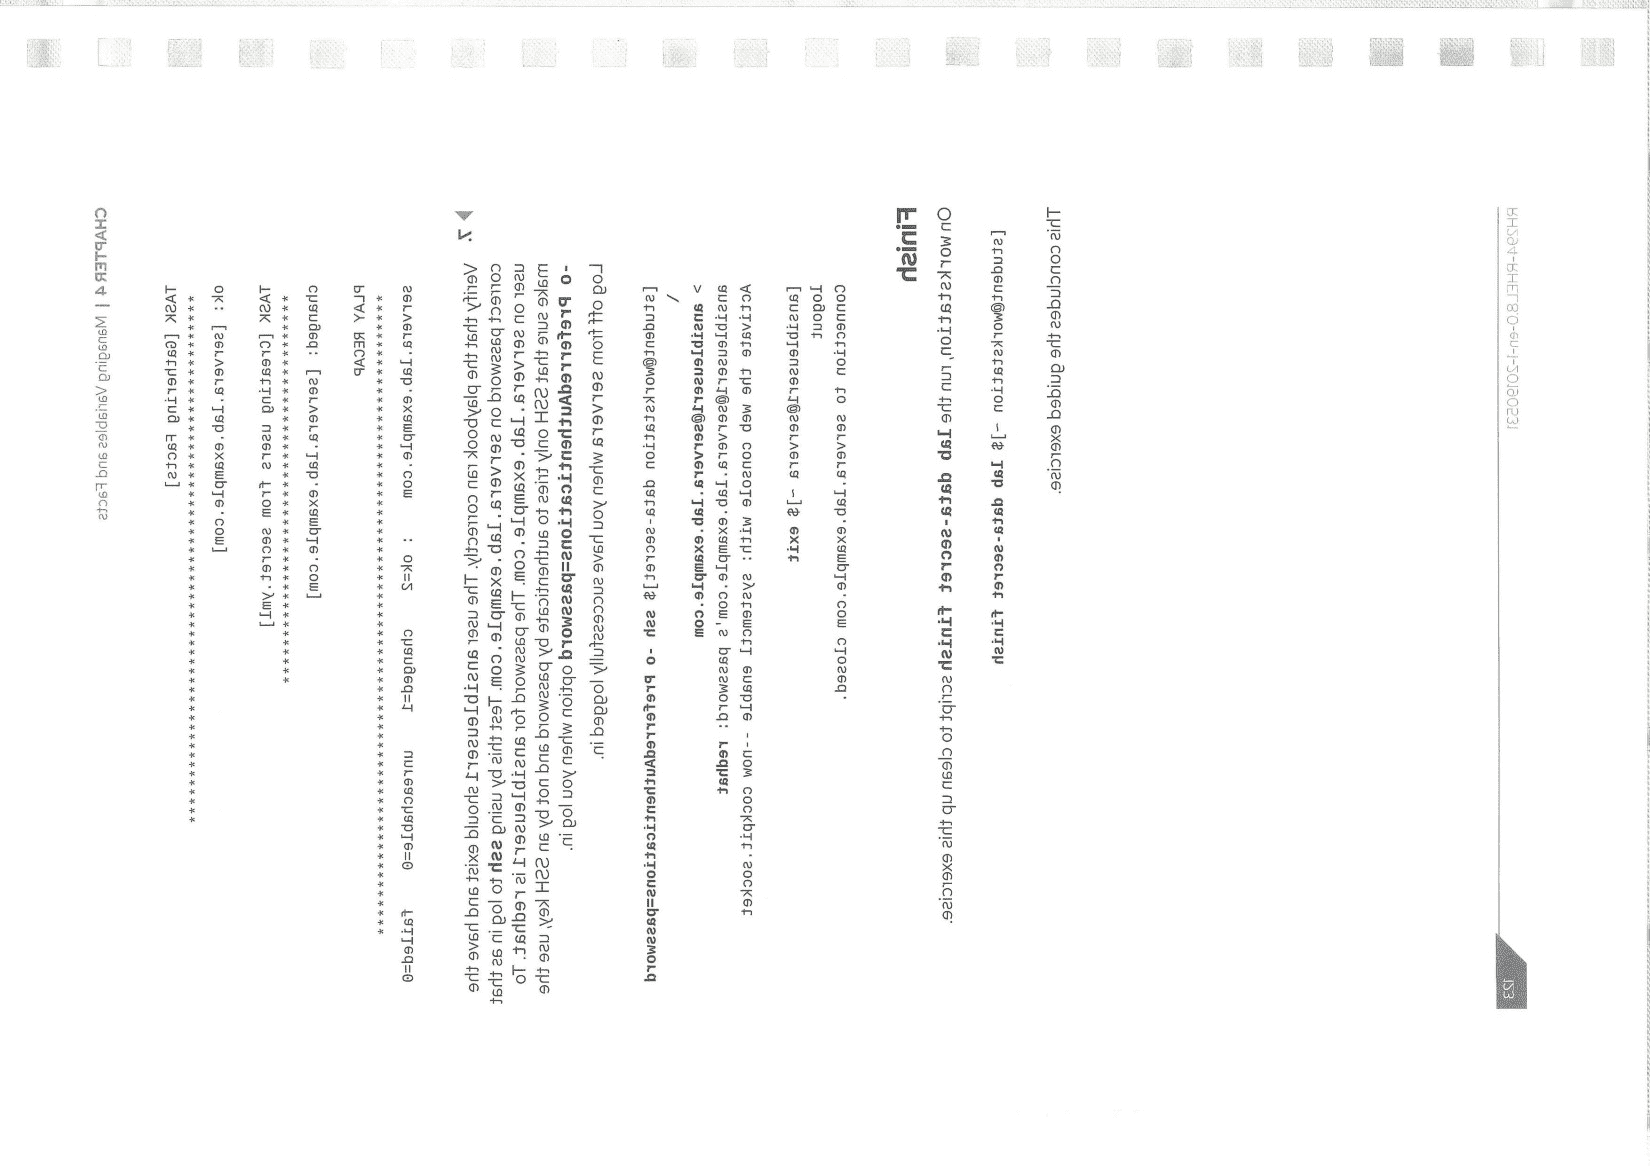 CHAPTER 4 | Managing Variables and Facts
TASK [Gathering Facts]
*****************************************************************
ok: [servera.lab.example.com]
TASK [Creating users from secret.yml]
************************************************
changed: [servera.lab.example.com]
PLAY RECAP
*******************************************************************************
servera.lab.example.com : ok=2 changed=1 unreachable=0 failed=0
7. Verify that the playbook ran correctly. The user ansibleuser1 should exist and have the
correct password on servera.lab.example.com. Test this by using ssh to log in as that
user on servera.lab.example.com. The password for ansibleuser1 is redhat. To
make sure that SSH only tries to authenticate by password and not by an SSH key, use the
-o PreferredAuthentications=password option when you log in.
Log off from servera when you have successfully logged in.
[student@workstation data-secret]$ ssh -o PreferredAuthentications=password
\
> ansibleuser1@servera.lab.example.com
ansibleuser1@servera.lab.example.com's password: redhat
Activate the web console with: systemctl enable --now cockpit.socket
[ansibleuser1@servera ~]$ exit
logout
Connection to servera.lab.example.com closed.
Finish
On workstation, run the lab data-secret finish script to clean up this exercise.
[student@workstation ~]$ lab data-secret finish
This concludes the guided exercise.
RH294-RHEL8.0-en-1-20190531
123